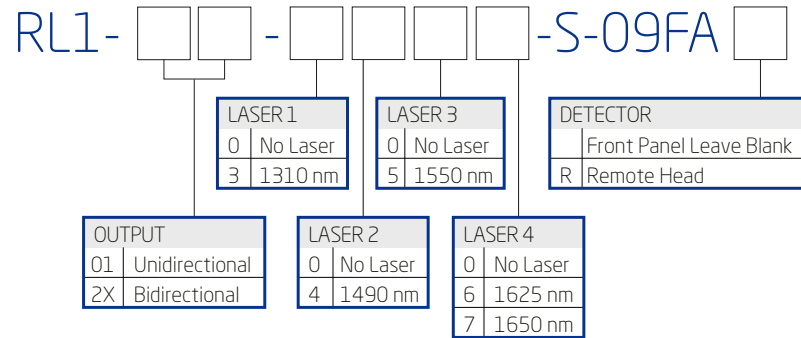 RL1- - -S-09FA
LASER 1
0 No Laser
3 1310 nm
LASER 3
0 No Laser
5 1550 nm
DETECTOR
Front Panel Leave Blank
R Remote Head
OUTPUT
01 Unidirectional
2X Bidirectional
LASER 2
0 No Laser
4 1490 nm
LASER 4
0 No Laser
6 1625 nm
7 1650 nm